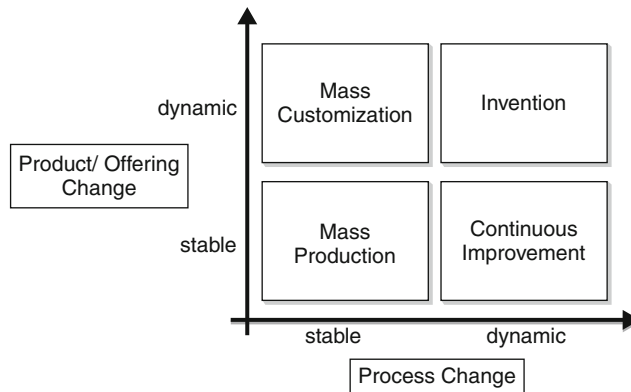 Mass
Customization
Invention
dynamic
Product/ Offering
Change
stable
Mass
Production
Continuous
Improvement
stable
dynamic
Process Change